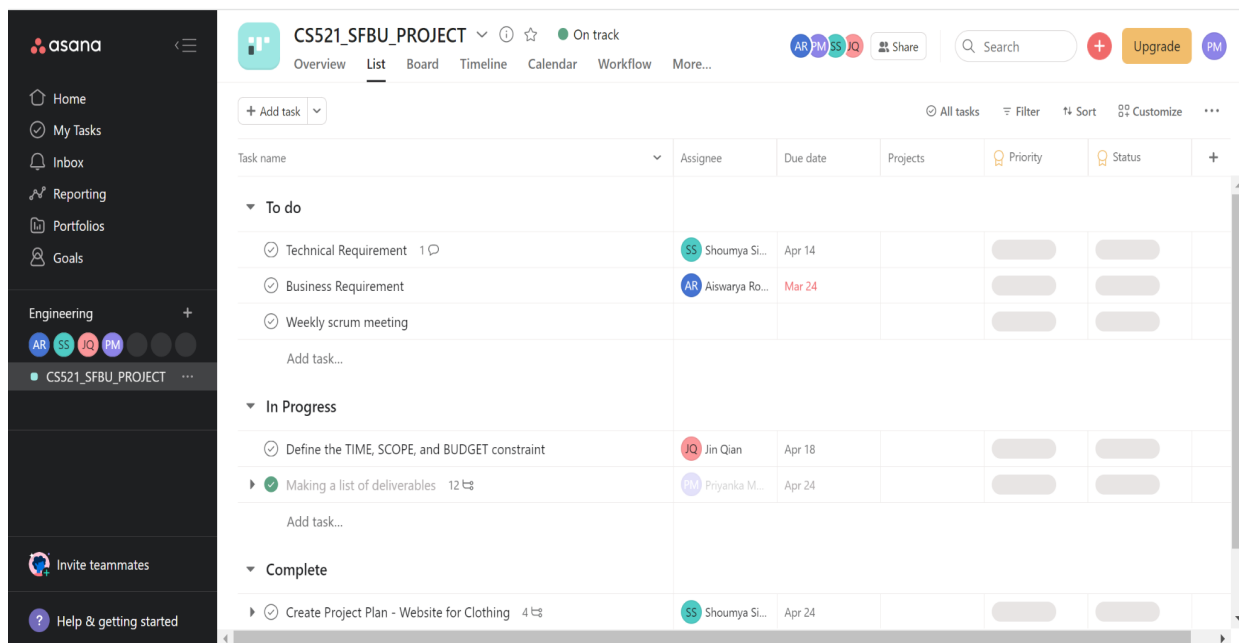 asana
CS521_SFBU_PROJECT
On track
AR PM SS JQ
Share
Search
Upgrade
PM
Overview List Board Timeline Calendar Workflow More...
Home
My Tasks
Inbox
Reporting
Portfolios
Goals
Engineering +
AR SS JQ PM
CS521_SFBU_PROJECT ...
Invite teammates
? Help & getting started
+ Add task
All tasks Filter Sort Customize ...
Task name Assignee Due date Projects Priority Status +
To do
Technical Requirement 1 SS Shoumya Si... Apr 14
Business Requirement AR Aiswarya Ro... Mar 24
Weekly scrum meeting
Add task...
In Progress
Define the TIME, SCOPE, and BUDGET constraint JQ Jin Qian Apr 18
Making a list of deliverables 12 PM Priyanka M... Apr 24
Add task...
Complete
Create Project Plan - Website for Clothing 4 SS Shoumya Si... Apr 24